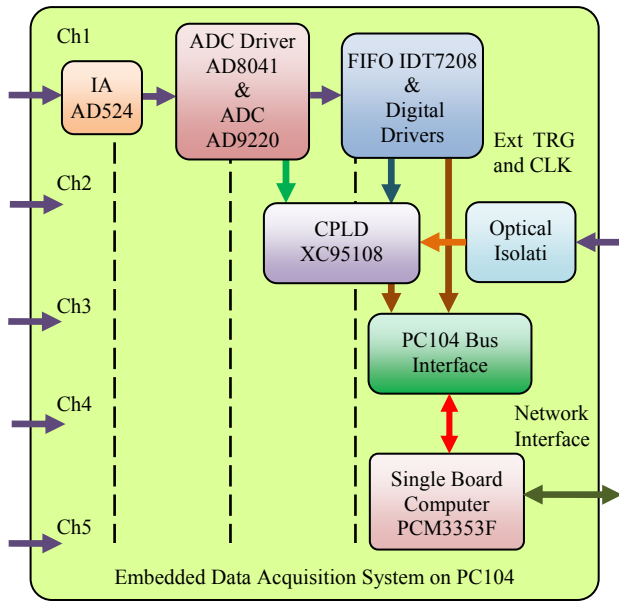 Ch1
IA
AD524
ADC Driver
AD8041
&
ADC
AD9220
FIFO IDT7208
&
Digital
Drivers
Ext TRG
and CLK
Ch2
CPLD
XC95108
Optical
Isolati
Ch3
PC104 Bus
Interface
Ch4
Network
Interface
Single Board
Computer
PCM3353F
Ch5
Embedded Data Acquisition System on PC104